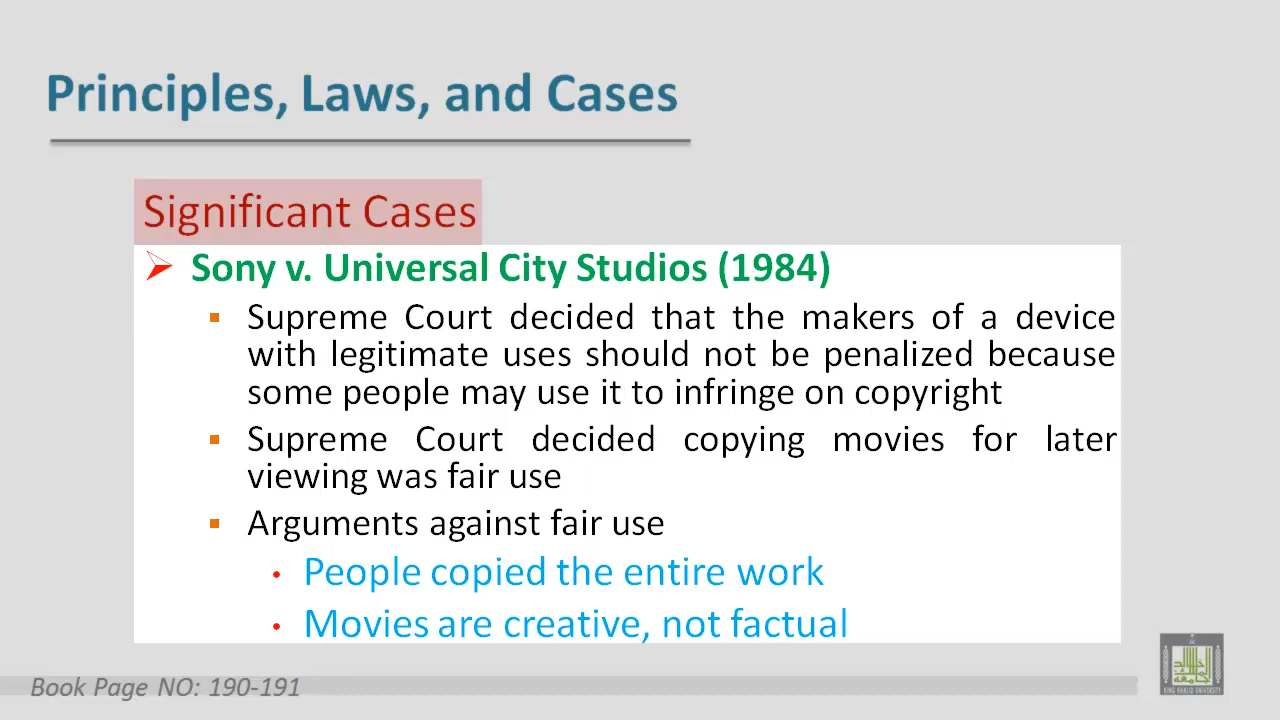 Principles, Laws, and Cases
Significant Cases
➢ Sony v. Universal City Studios (1984)
▪ Supreme Court decided that the makers of a device
with legitimate uses should not be penalized because
some people may use it to infringe on copyright
▪ Supreme Court decided copying movies for later
viewing was fair use
▪ Arguments against fair use
• People copied the entire work
• Movies are creative, not factual
Book Page NO: 190-191
KING KHALID UNIVERSITY